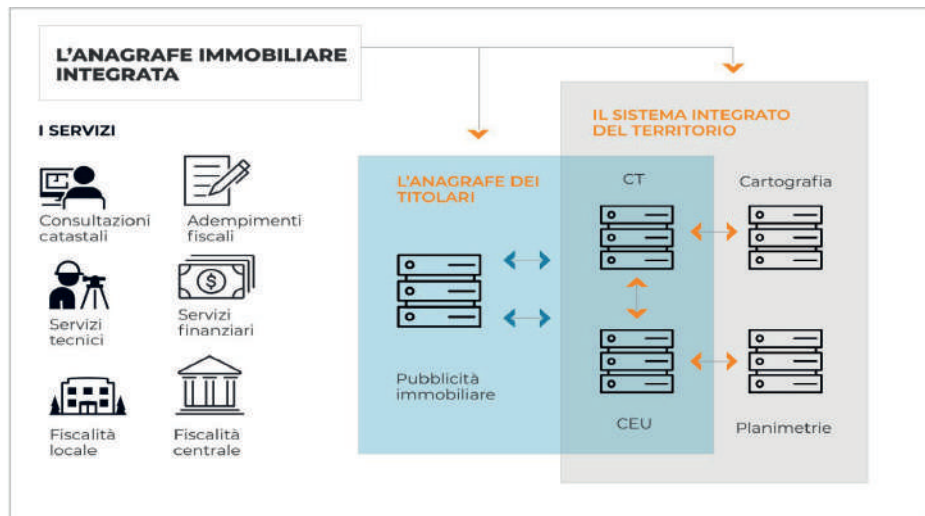 L'ANAGRAFE IMMOBILIARE
INTEGRATA
I SERVIZI
Consultazioni
catastali
Adempimenti
fiscali
Servizi
tecnici
$
Servizi
finanziari
Fiscalità
locale
Fiscalità
centrale
L'ANAGRAFE DEI
TITOLARI
Pubblicità
immobiliare
IL SISTEMA INTEGRATO
DEL TERRITORIO
CT
Cartografia
CEU
Planimetrie